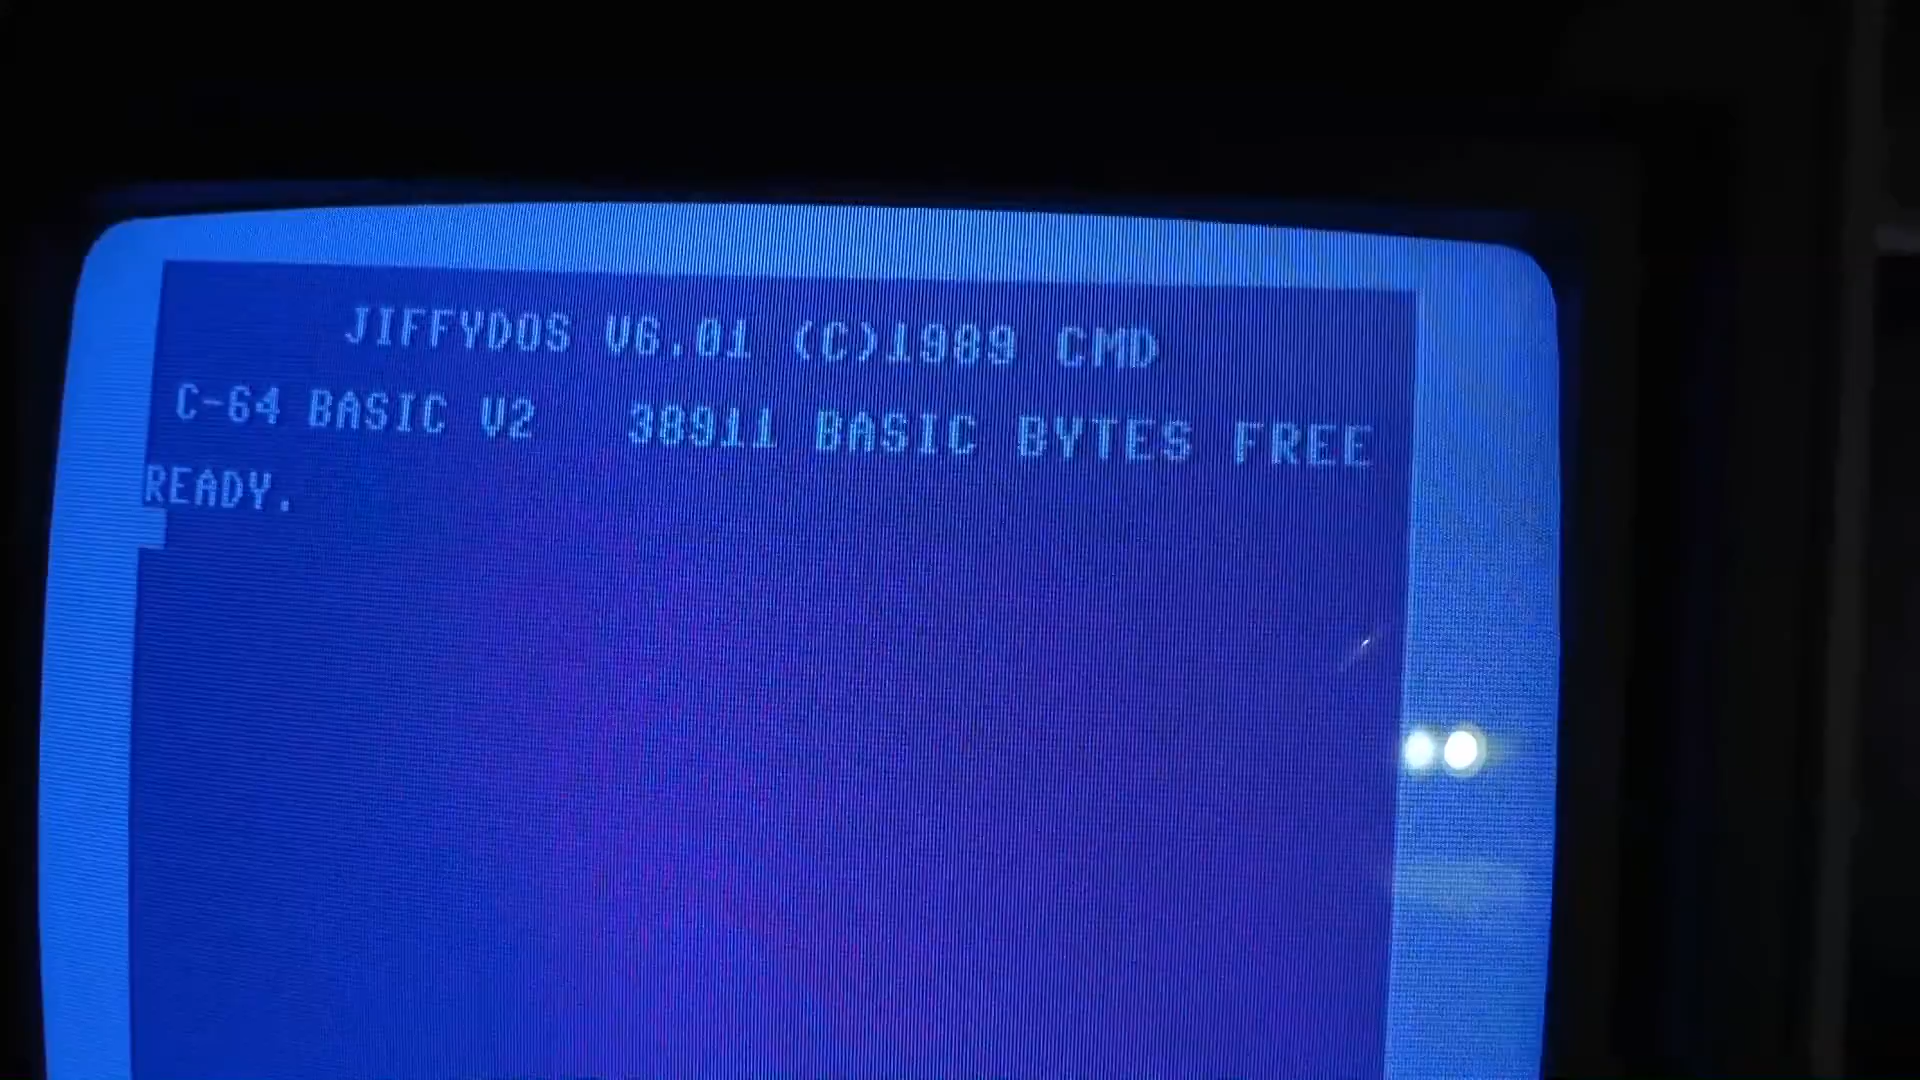 JIFFYDOS V6.01 (C)1989 CMD
C-64 BASIC V2   38911 BASIC BYTES FREE
READY.